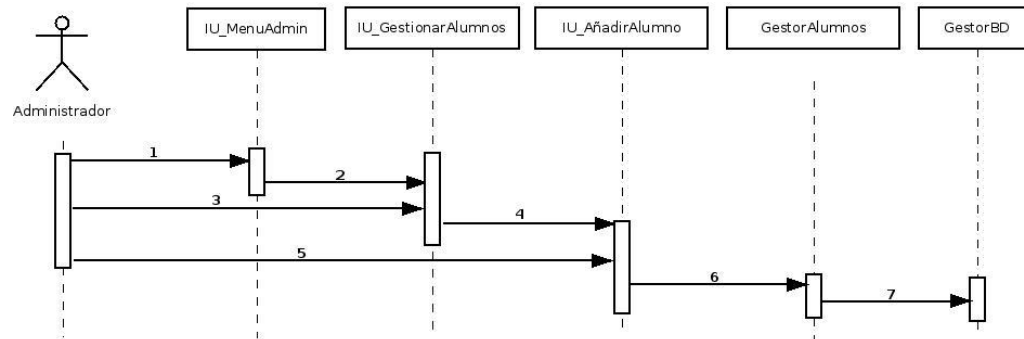 IU_MenuAdmin
IU_GestionarAlumnos
IU_AñadirAlumno
GestorAlumnos
GestorBD
Administrador
1
2
3
4
5
6
7